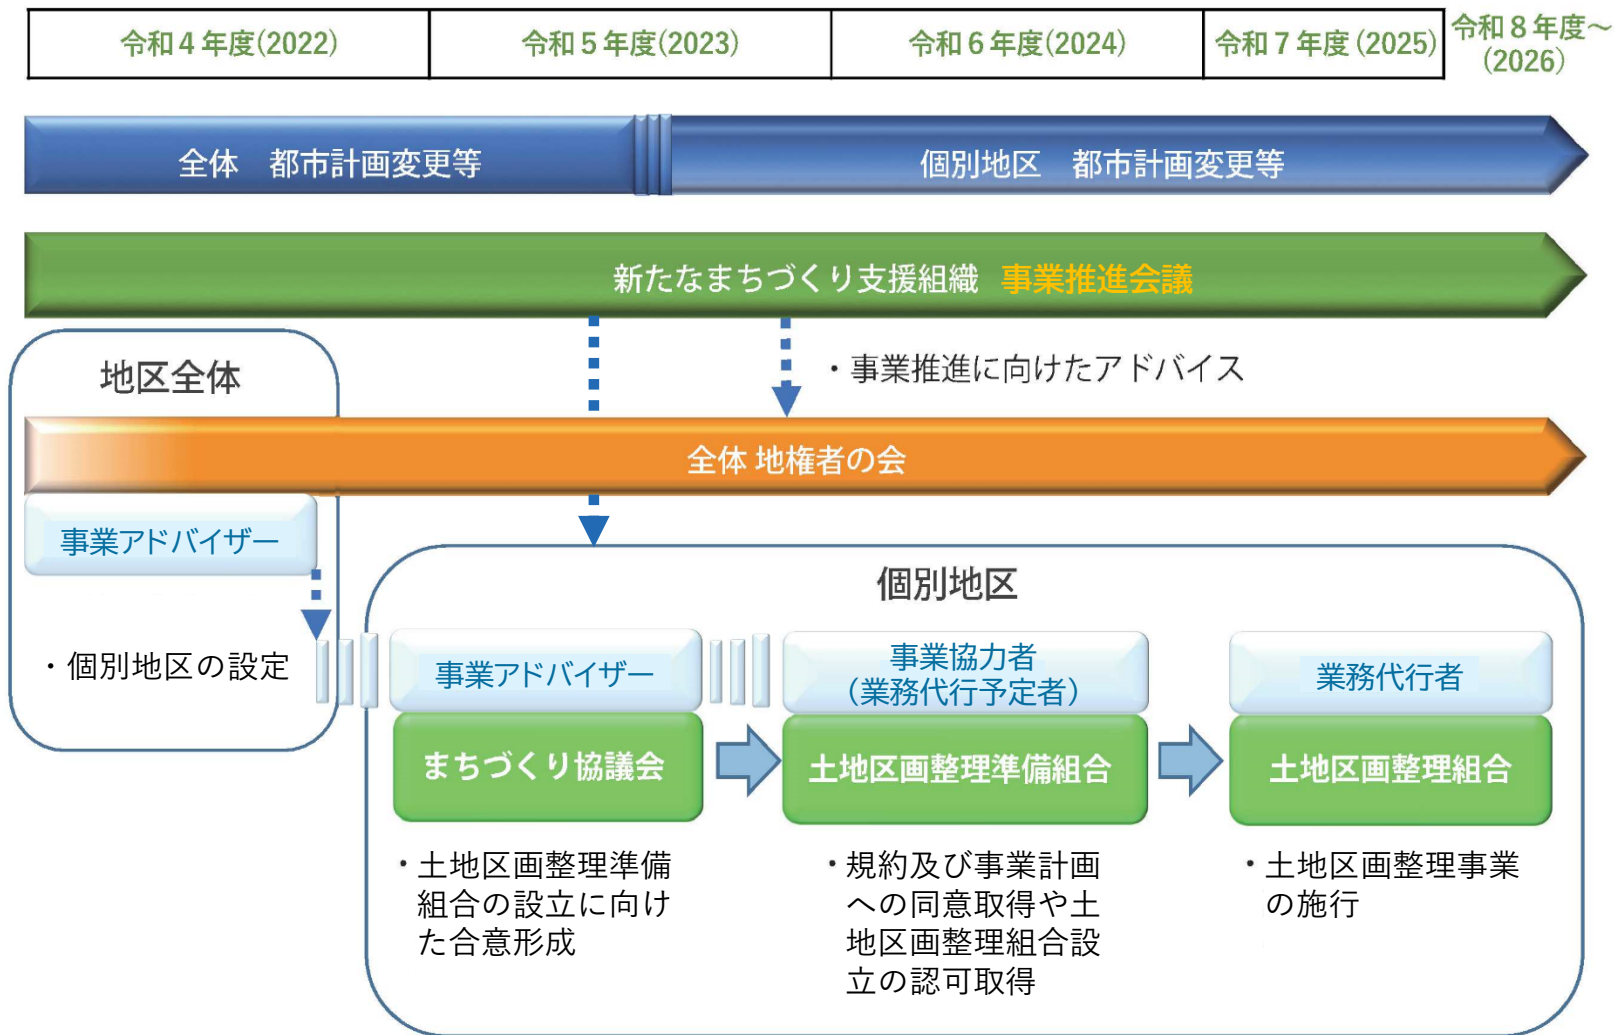 令和4年度(2022)
令和5年度(2023)
令和6年度(2024)
令和7年度(2025)
令和8年度～
(2026)
全体　都市計画変更等
個別地区　都市計画変更等
新たなまちづくり支援組織　事業推進会議
地区全体
・事業推進に向けたアドバイス
全体 地権者の会
事業アドバイザー
・個別地区の設定
個別地区
事業アドバイザー
まちづくり協議会
事業協力者
（業務代行予定者）
土地区画整理準備組合
業務代行者
土地区画整理組合
・土地区画整理準備
組合の設立に向け
た合意形成
・規約及び事業計画
への同意取得や土
地区画整理組合設
立の認可取得
・土地区画整理事業
の施行